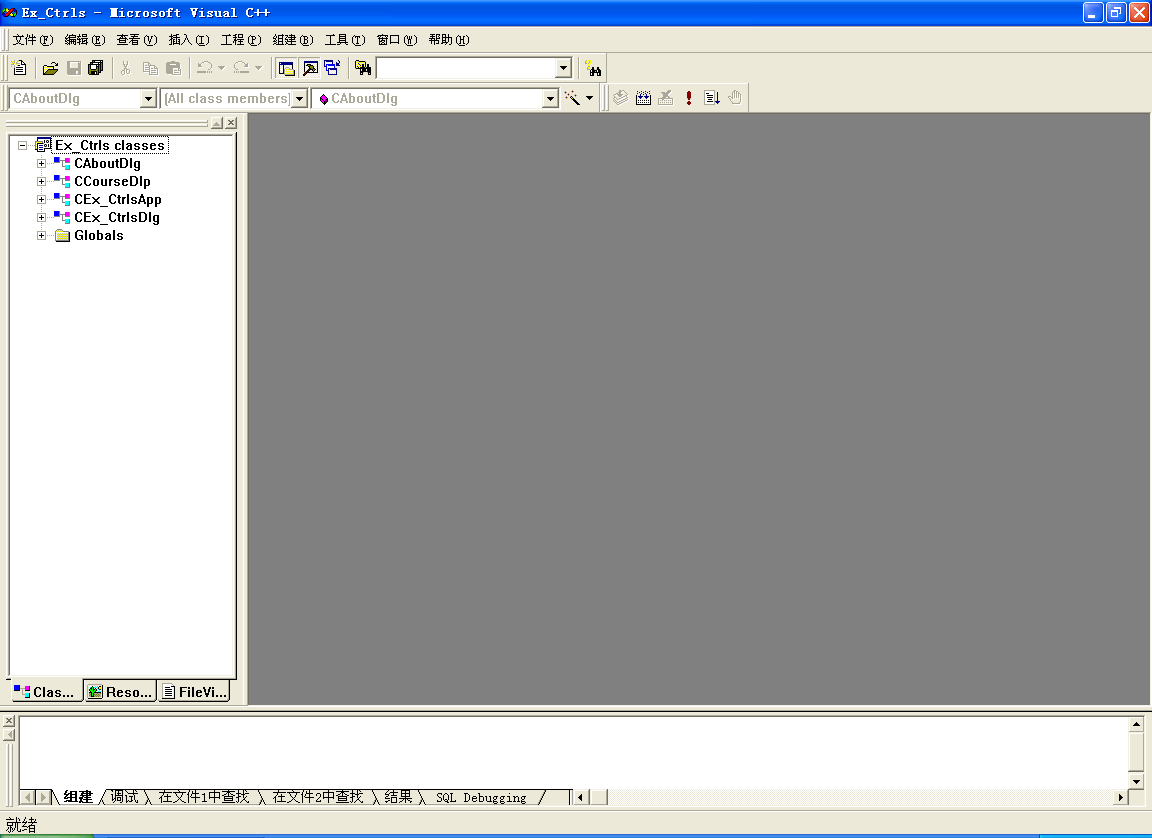 Ex_Ctrls - Microsoft Visual C++
文件(F) 编辑(E) 查看(V) 插入(I) 工程(P) 组建(B) 工具(T) 窗口(W) 帮助(H)
CAboutDlg [All class members] CAboutDlg
Ex_Ctrls classes
CAboutDlg
CCourseDlp
CEx_CtrlsApp
CEx_CtrlsDlg
Globals
Clas... Reso... FileVi...
组建 调试 在文件1中查找 在文件2中查找 结果 SQL Debugging
就绪